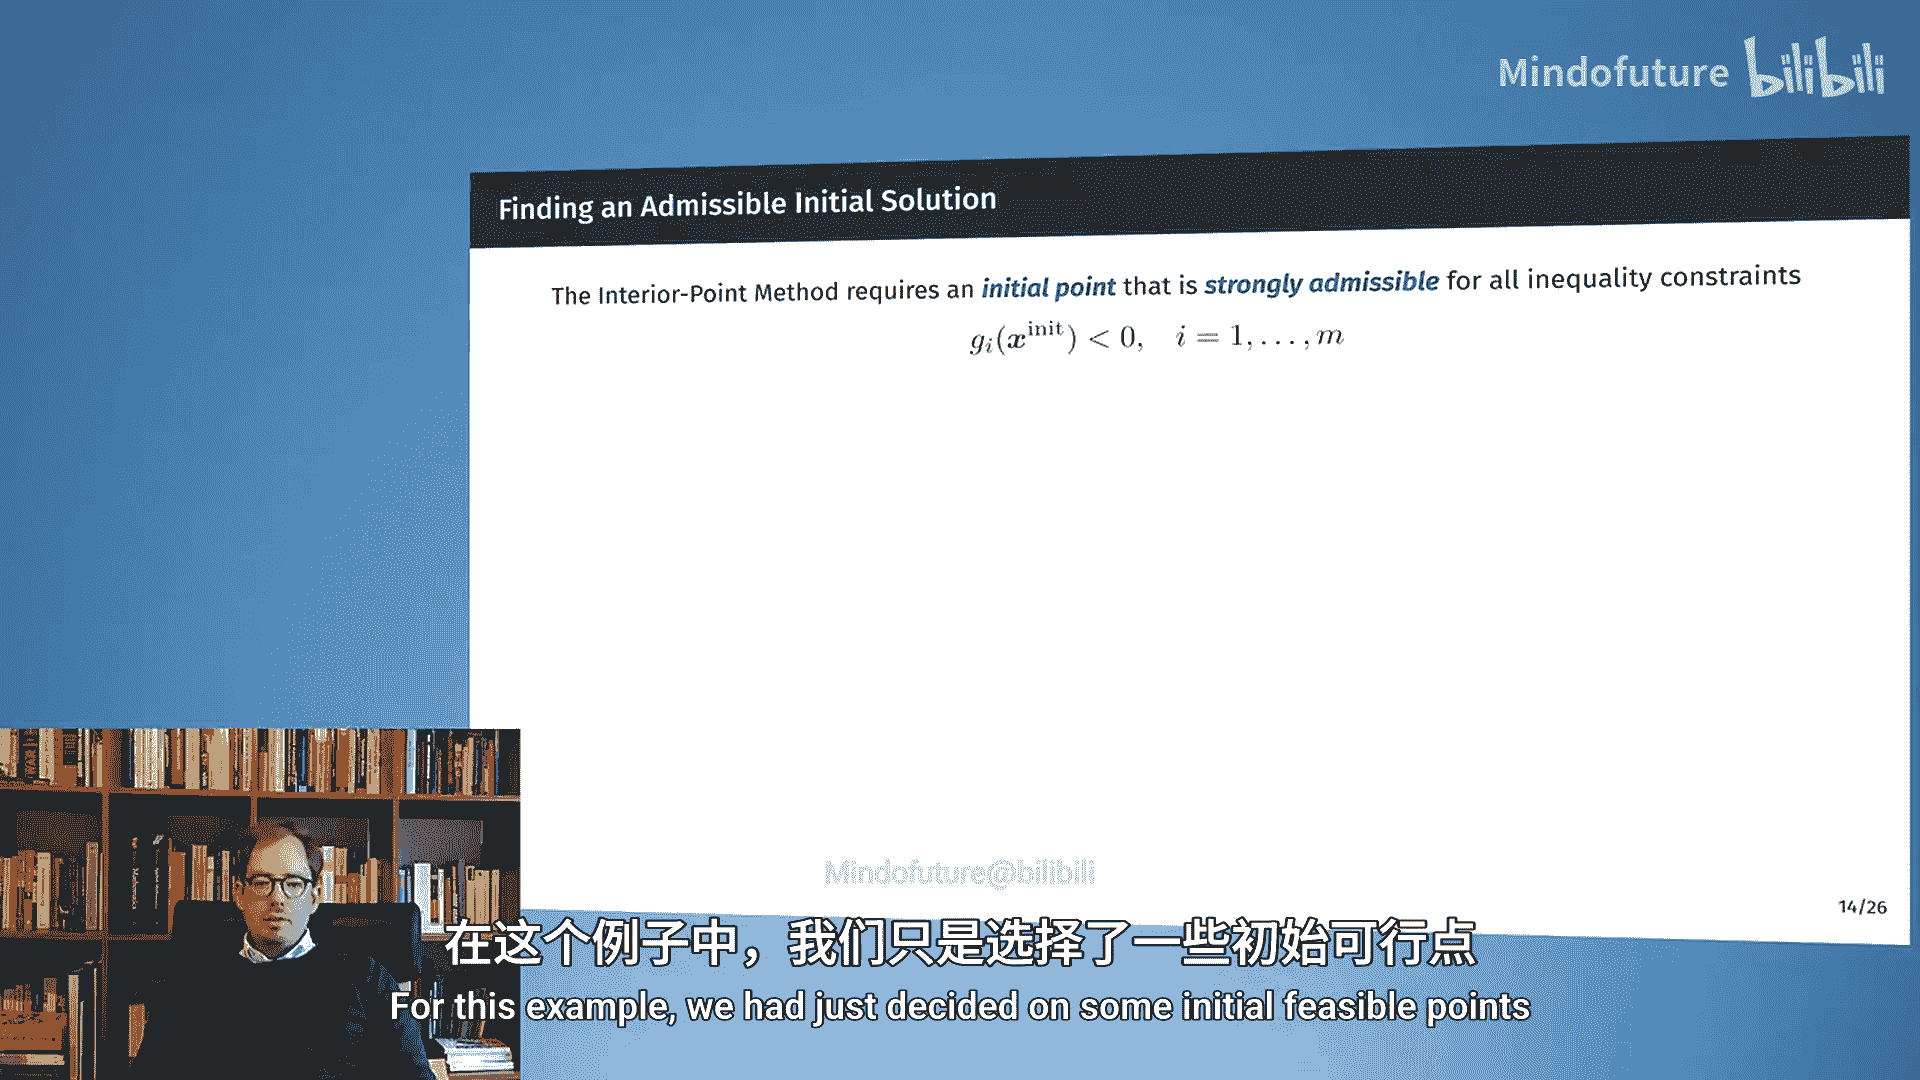 Mindofuture bilibili
Finding an Admissible Initial Solution
The Interior-Point Method requires an initial point that is strongly admissible for all inequality constraints
gᵢ(xⁱⁿⁱᵗ) < 0, i = 1, . . . , m
Mindofuture@bilibili
14/26
在这个例子中，我们只是选择了一些初始可行点
For this example, we had just decided on some initial feasible points